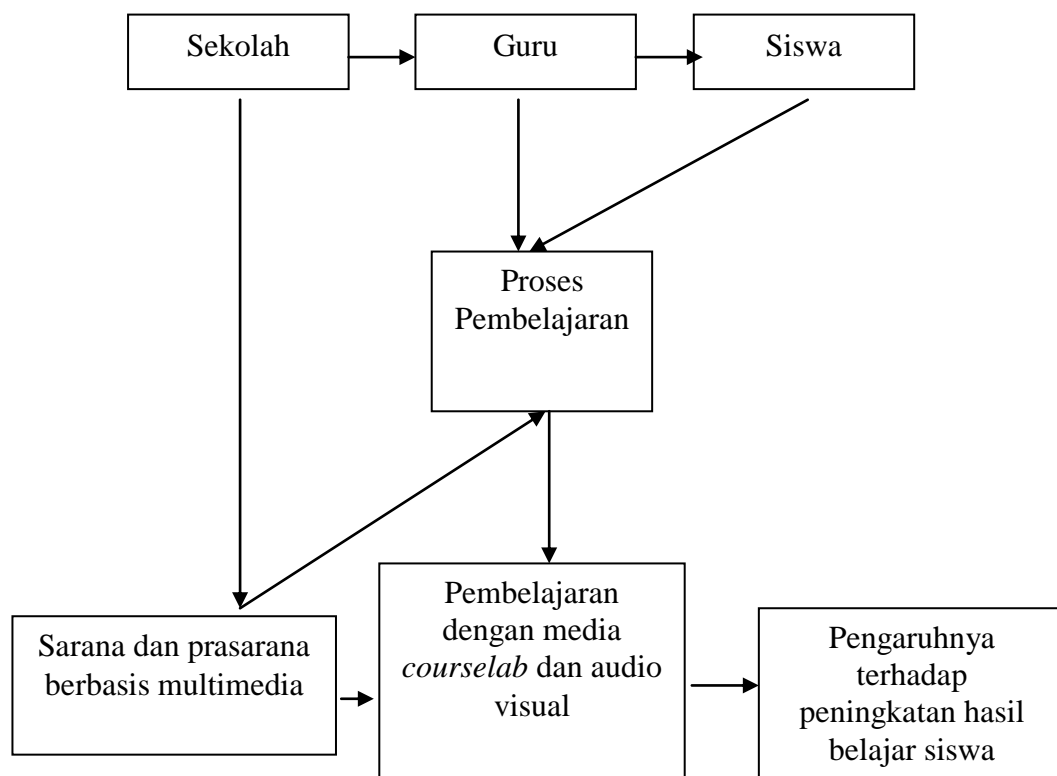 Sekolah
Guru
Siswa
Proses
Pembelajaran
Sarana dan prasarana
berbasis multimedia
Pembelajaran
dengan media
courselab dan audio
visual
Pengaruhnya
terhadap
peningkatan hasil
belajar siswa